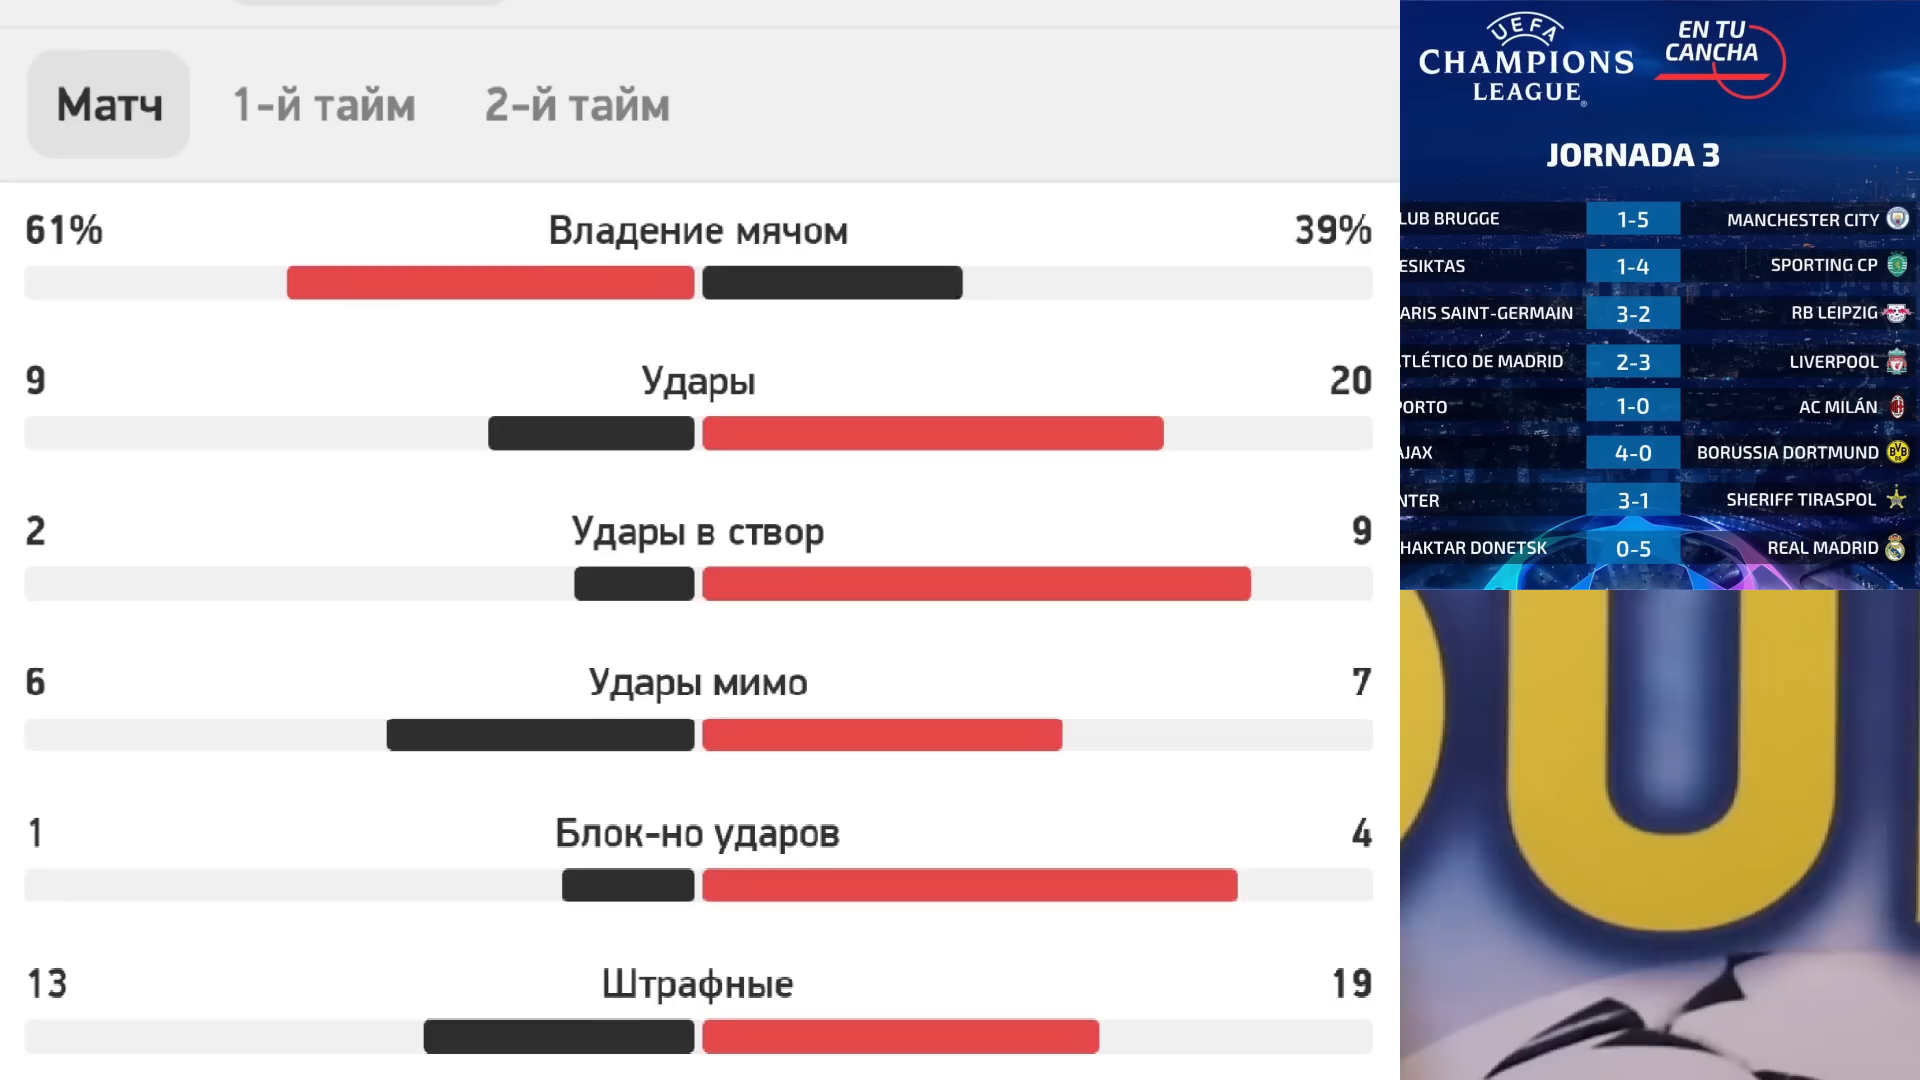 Матч 1-й тайм 2-й тайм
61% Владение мячом 39%
9 Удары 20
2 Удары в створ 9
6 Удары мимо 7
1 Блок-но ударов 4
13 Штрафные 19
UEFA
CHAMPIONS
LEAGUE®
EN TU
CANCHA
JORNADA 3
LUB BRUGGE 1-5 MANCHESTER CITY
ESIKTAS 1-4 SPORTING CP
ARIS SAINT-GERMAIN 3-2 RB LEIPZIG
TLÉTICO DE MADRID 2-3 LIVERPOOL
PORTO 1-0 AC MILÁN
AJAX 4-0 BORUSSIA DORTMUND
NTER 3-1 SHERIFF TIRASPOL
HAKTAR DONETSK 0-5 REAL MADRID